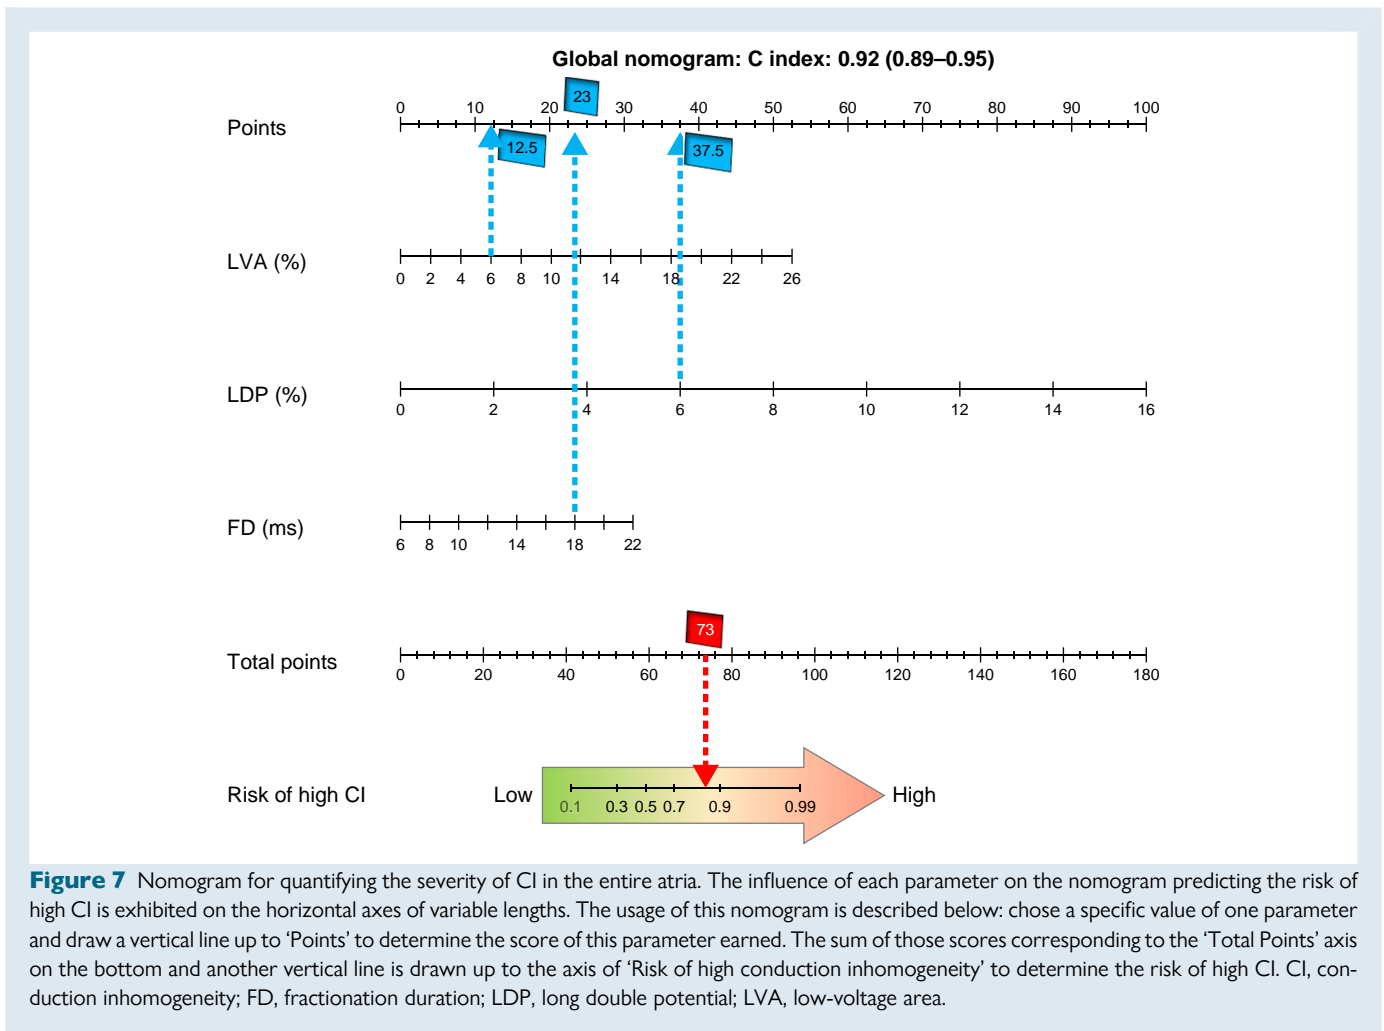 Global nomogram: C index: 0.92 (0.89–0.95)
23
0 10 20 30 40 50 60 70 80 90 100
Points
12.5 37.5
LVA (%)
0 2 4 6 8 10 14 18 22 26
LDP (%)
0 2 4 6 8 10 12 14 16
FD (ms)
6 8 10 14 18 22
73
Total points
0 20 40 60 80 100 120 140 160 180
Risk of high CI Low High
0.1 0.3 0.5 0.7 0.9 0.99
Figure 7 Nomogram for quantifying the severity of CI in the entire atria. The influence of each parameter on the nomogram predicting the risk of
high CI is exhibited on the horizontal axes of variable lengths. The usage of this nomogram is described below: chose a specific value of one parameter
and draw a vertical line up to ‘Points’ to determine the score of this parameter earned. The sum of those scores corresponding to the ‘Total Points’ axis
on the bottom and another vertical line is drawn up to the axis of ‘Risk of high conduction inhomogeneity’ to determine the risk of high CI. CI, con-
duction inhomogeneity; FD, fractionation duration; LDP, long double potential; LVA, low-voltage area.